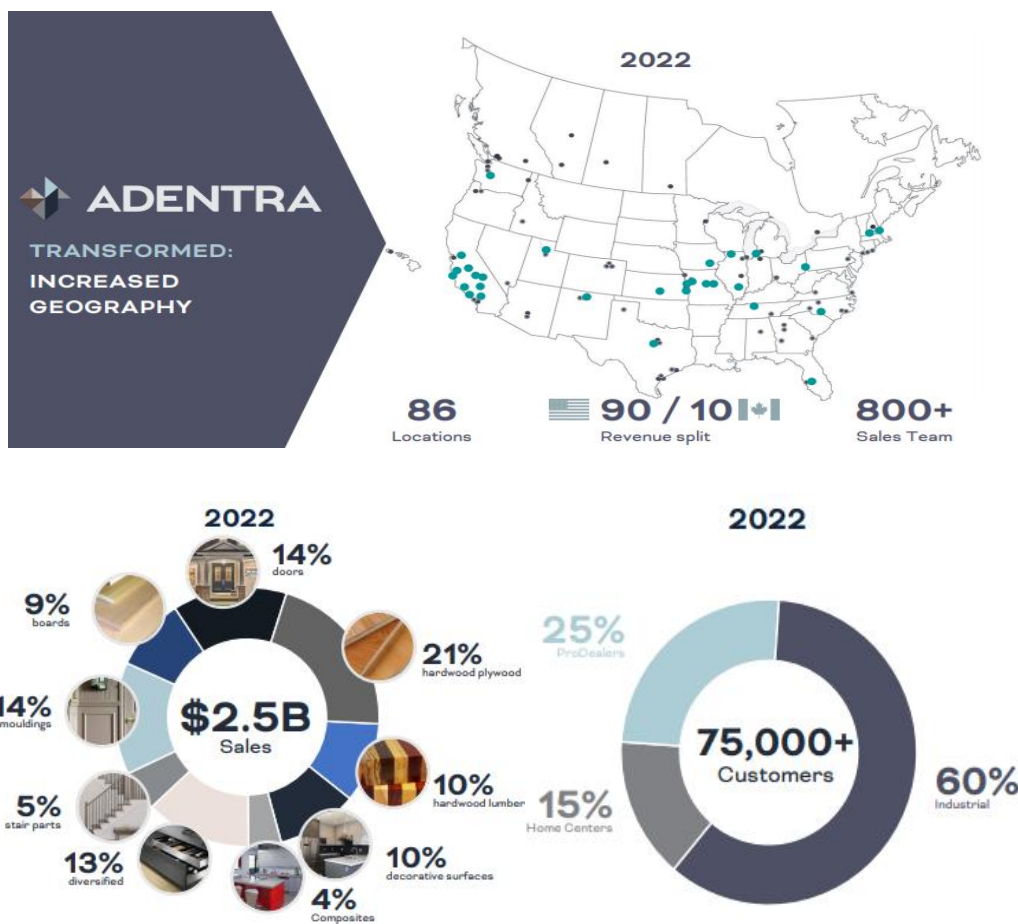 ADENTRA
TRANSFORMED:
INCREASED
GEOGRAPHY
2022
86
Locations
90 / 10
Revenue split
800+
Sales Team
2022
14%
doors
9%
boards
21%
hardwood plywood
14%
mouldings
$2.5B
Sales
10%
hardwood lumber
5%
stair parts
13%
diversified
10%
decorative surfaces
4%
Composites
2022
25%
ProDealers
75,000+
Customers
60%
Industrial
15%
Home Centers